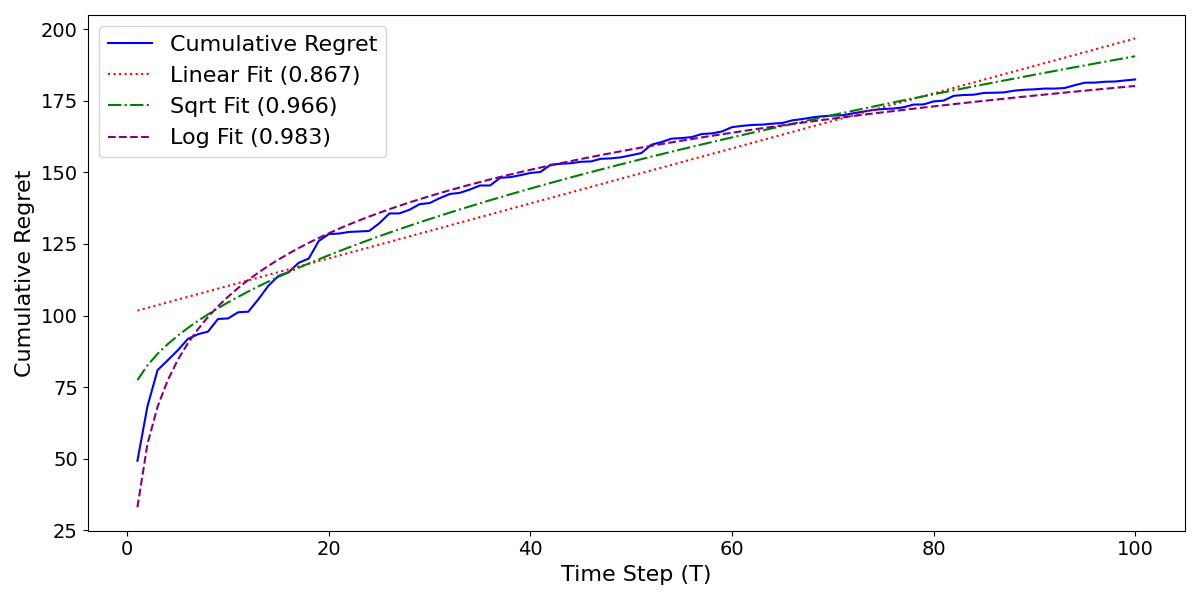 200
175
150
125
100
75
50
25
Cumulative Regret
Cumulative Regret
Linear Fit (0.867)
Sqrt Fit (0.966)
Log Fit (0.983)
0 20 40 60 80 100
Time Step (T)